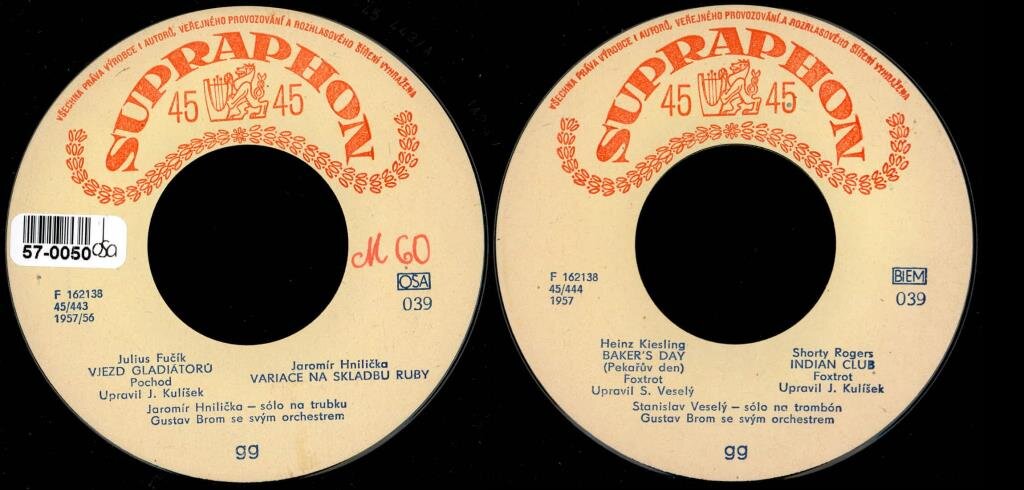 VŠECHNA PRÁVA VÝROBCE I AUTORŮ, VEŘEJNÉHO PROVOZOVÁNÍ A ROZHLASOVÉHO ŠÍŘENÍ VYHRAŽENA
SUPRAPHON
45 45
57-0050
osa
M 60
F 162138
45/443
1957/56
OSA
039
Julius Fučík
VJEZD GLADIÁTORŮ
Pochod
Upravil J. Kulíšek
Jaromír Hnilička
VARIACE NA SKLADBU RUBY
Jaromír Hnilička — sólo na trubku
Gustav Brom se svým orchestrem
gg
VŠECHNA PRÁVA VÝROBCE I AUTORŮ, VEŘEJNÉHO PROVOZOVÁNÍ A ROZHLASOVÉHO ŠÍŘENÍ VYHRAŽENA
SUPRAPHON
45 45
F 162138
45/444
1957
BIEM
039
Heinz Kiesling
BAKER'S DAY
(Pekařův den)
Foxtrot
Upravil S. Veselý
Shorty Rogers
INDIAN CLUB
Foxtrot
Upravil J. Kulíšek
Stanislav Veselý — sólo na trombón
Gustav Brom se svým orchestrem
gg